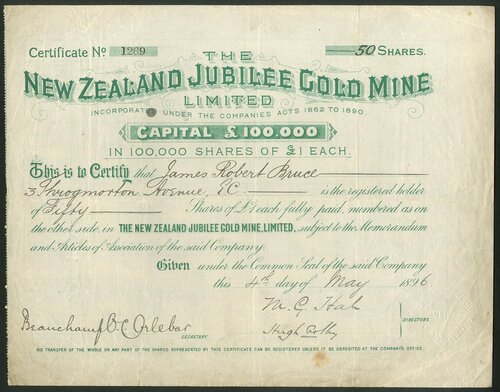 Certificate No 1269
50 SHARES.
THE
NEW ZEALAND JUBILEE GOLD MINE
LIMITED
INCORPORATED UNDER THE COMPANIES ACTS 1862 TO 1890
CAPITAL £100,000
IN 100,000 SHARES OF £1 EACH.
This is to Certify that James Robert Bruce
3 Throgmorton Avenue, E.C. is the registered holder
of Fifty Shares of £1 each fully paid, numbered as on
the other side in THE NEW ZEALAND JUBILEE GOLD MINE, LIMITED, subject to the Memorandum
and Articles of Association of the said Company.
Given under the Common Seal of the said Company
this 4th day of May 1896
DIRECTORS
Beauchamp Orlebar
SECRETARY
Hugh
NO TRANSFER OF THE WHOLE OR ANY PART OF THE SHARES REPRESENTED BY THIS CERTIFICATE CAN BE REGISTERED UNLESS IT BE DEPOSITED AT THE COMPANY'S OFFICE.